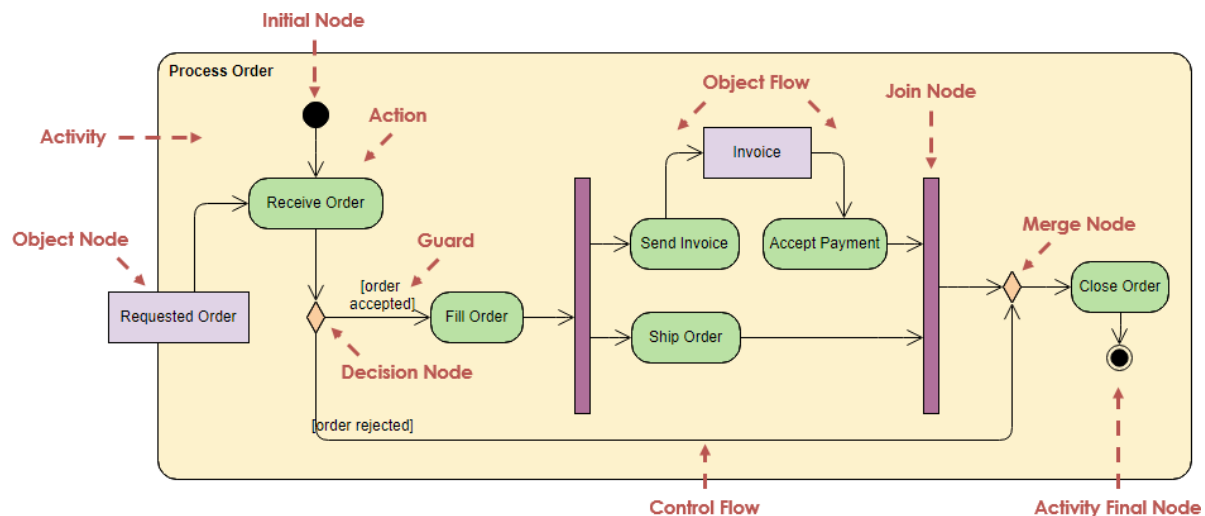 Initial Node
Process Order
Object Flow
Join Node
Action
Activity
Invoice
Receive Order
Object Node
Guard
Send Invoice
Accept Payment
Merge Node
[order
accepted]
Requested Order
Fill Order
Close Order
Ship Order
Decision Node
[order rejected]
Control Flow
Activity Final Node